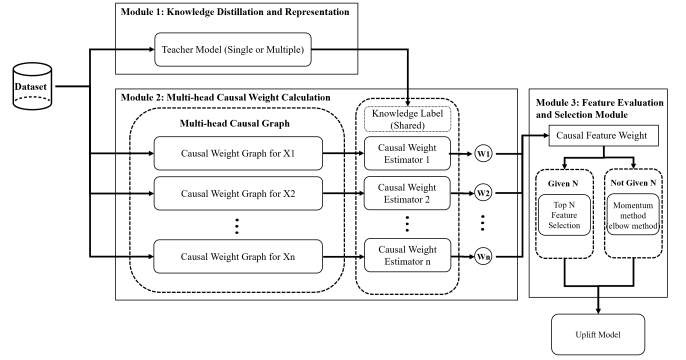 Module 1: Knowledge Distillation and Representation
Teacher Model (Single or Multiple)
Dataset
Module 2: Multi-head Causal Weight Calculation
Multi-head Causal Graph
Causal Weight Graph for X1
Causal Weight Graph for X2
Causal Weight Graph for Xn
Knowledge Label
(Shared)
Causal Weight
Estimator 1
Causal Weight
Estimator 2
Causal Weight
Estimator n
W1
W2
Wn
Module 3: Feature Evaluation
and Selection Module
Causal Feature Weight
Given N
Top N
Feature
Selection
Not Given N
Momentum
method
elbow method
Uplift Model